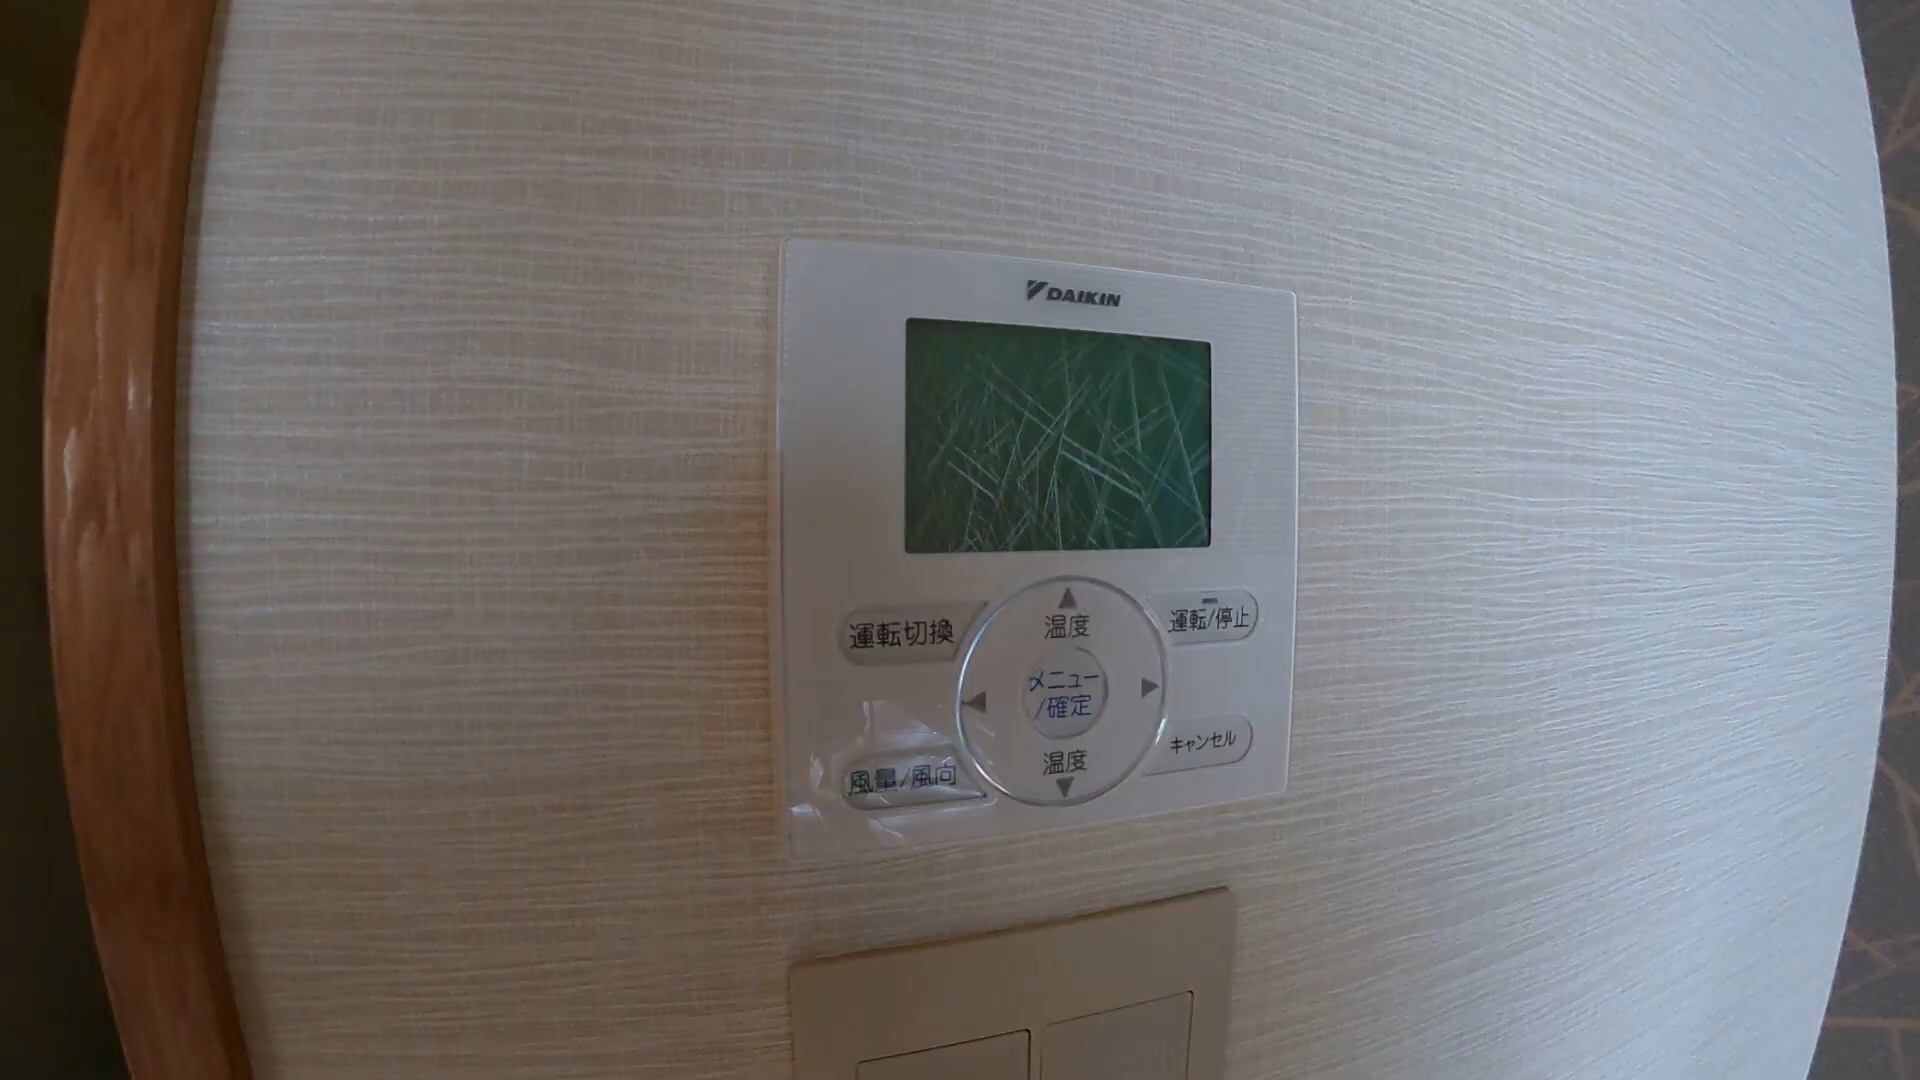 DAIKIN
運転切換
▲
温度
運転/停止
◀
メニュー
/確定
▶
風量/風向
温度
▼
キャンセル